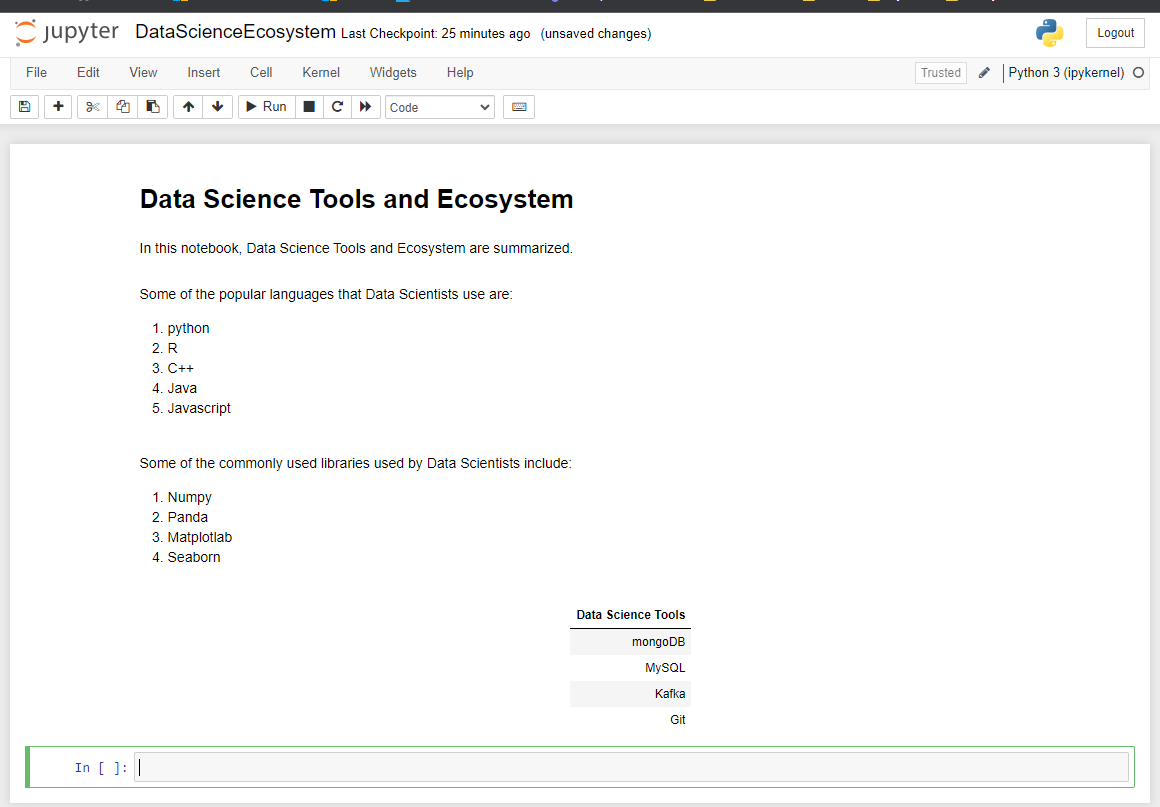 jupyter DataScienceEcosystem Last Checkpoint: 25 minutes ago (unsaved changes) Logout
File Edit View Insert Cell Kernel Widgets Help Trusted Python 3 (ipykernel)
Run Code
Data Science Tools and Ecosystem
In this notebook, Data Science Tools and Ecosystem are summarized.
Some of the popular languages that Data Scientists use are:
1. python
2. R
3. C++
4. Java
5. Javascript
Some of the commonly used libraries used by Data Scientists include:
1. Numpy
2. Panda
3. Matplotlab
4. Seaborn
Data Science Tools
mongoDB
MySQL
Kafka
Git
In [ ]: